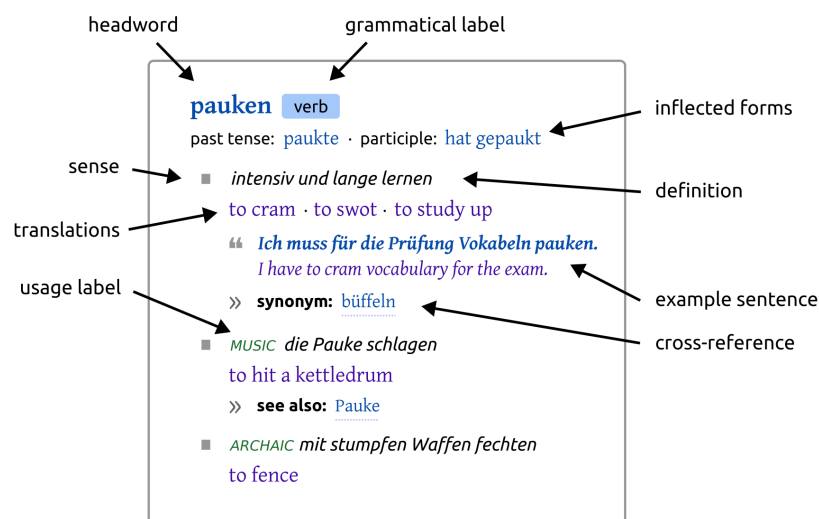 headword
grammatical label
pauken verb
inflected forms
past tense: paukte · participle: hat gepaukt
sense
intensiv und lange lernen
definition
translations
to cram · to swot · to study up
“ Ich muss für die Prüfung Vokabeln pauken.
I have to cram vocabulary for the exam.
usage label
example sentence
» synonym: büffeln
cross-reference
MUSIC die Pauke schlagen
to hit a kettledrum
» see also: Pauke
ARCHAIC mit stumpfen Waffen fechten
to fence